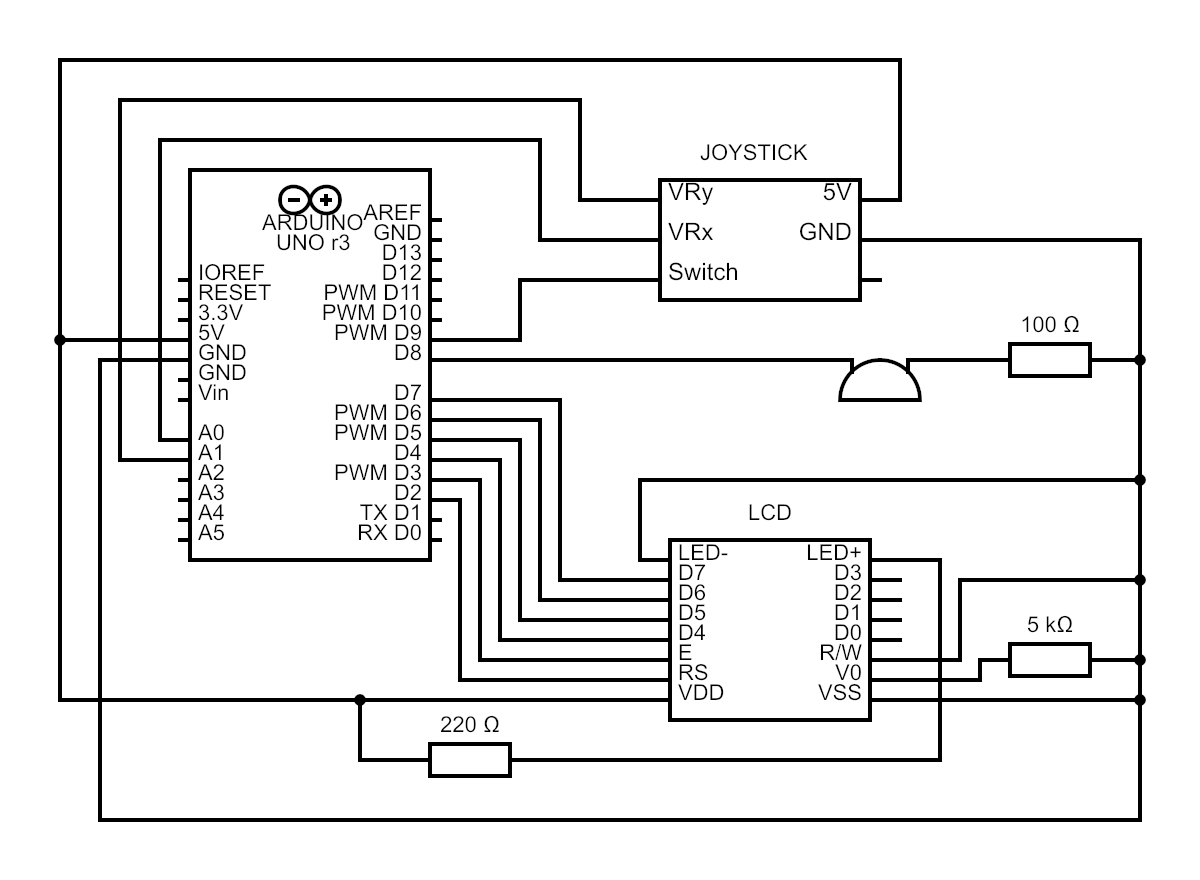 JOYSTICK
VRy
5V
VRx
GND
Switch
ARDUINO
UNO r3
AREF
GND
D13
IOREF
D12
RESET
PWM D11
3.3V
PWM D10
5V
PWM D9
GND
D8
GND
Vin
D7
PWM D6
A0
PWM D5
A1
D4
A2
PWM D3
A3
D2
A4
TX D1
A5
RX D0
100 Ω
LCD
LED-
LED+
D7
D3
D6
D2
D5
D1
D4
D0
E
R/W
RS
V0
VDD
VSS
5 kΩ
220 Ω